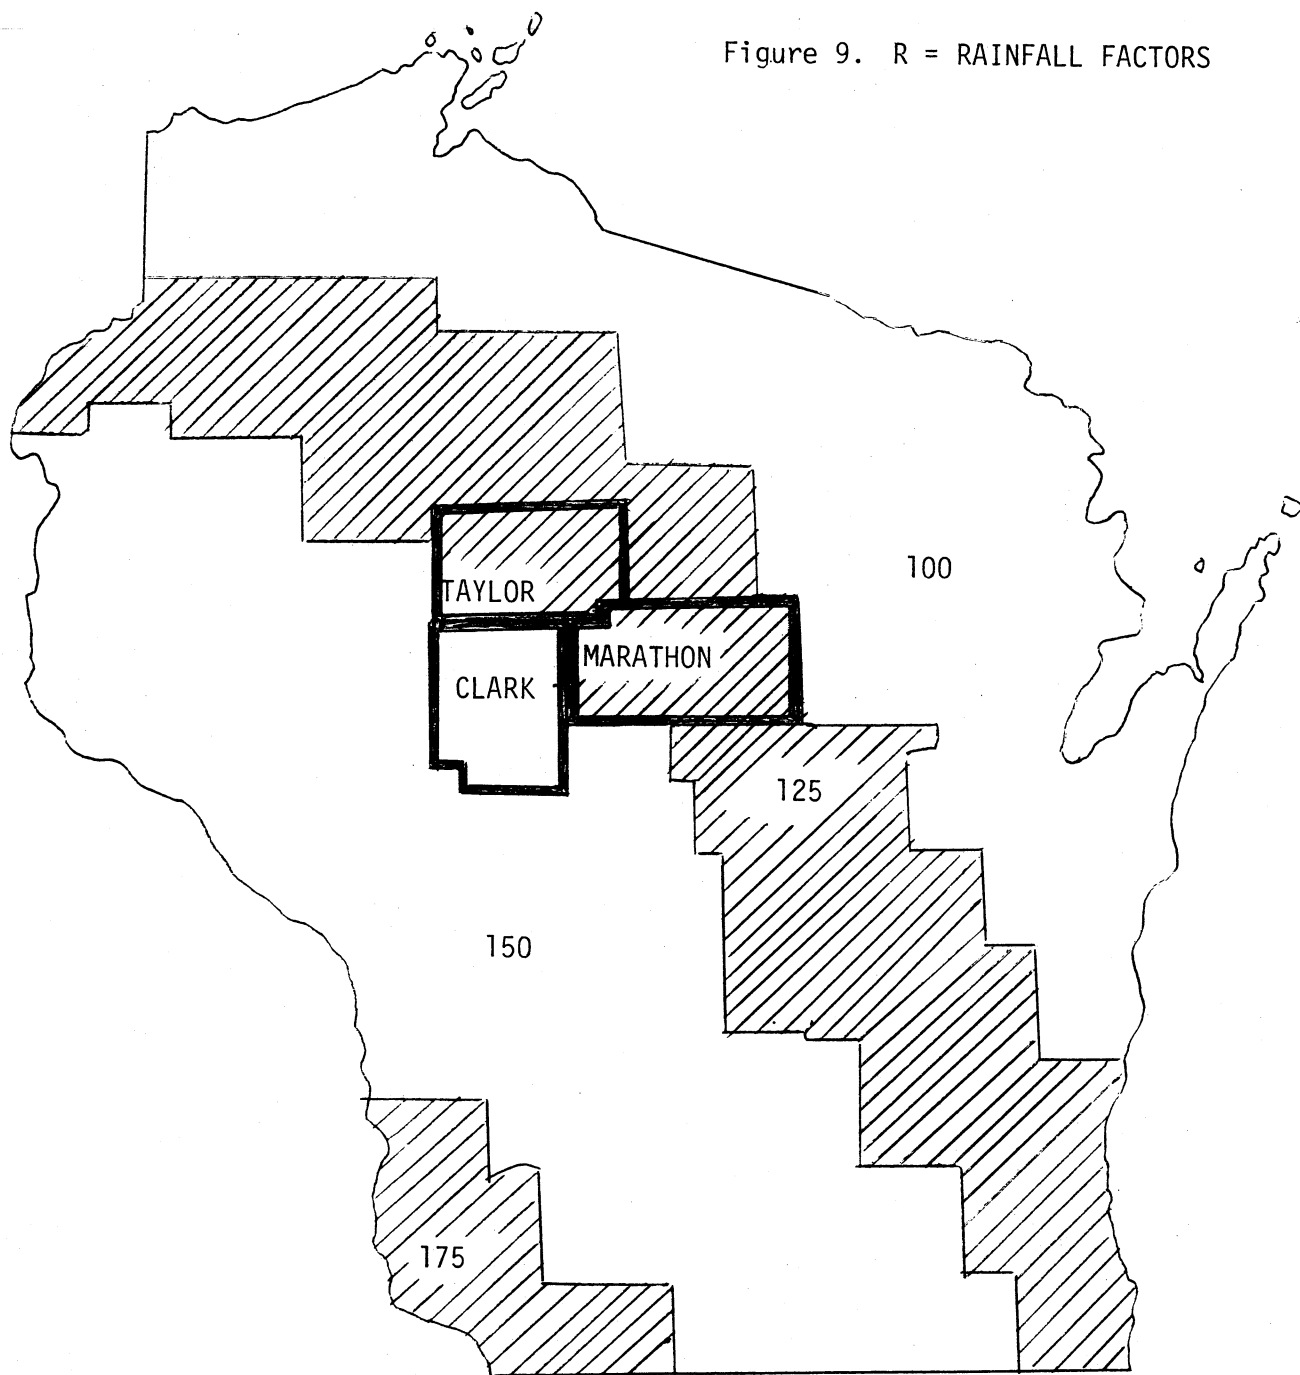 Figure 9. R = RAINFALL FACTORS
100
TAYLOR
MARATHON
CLARK
125
150
175